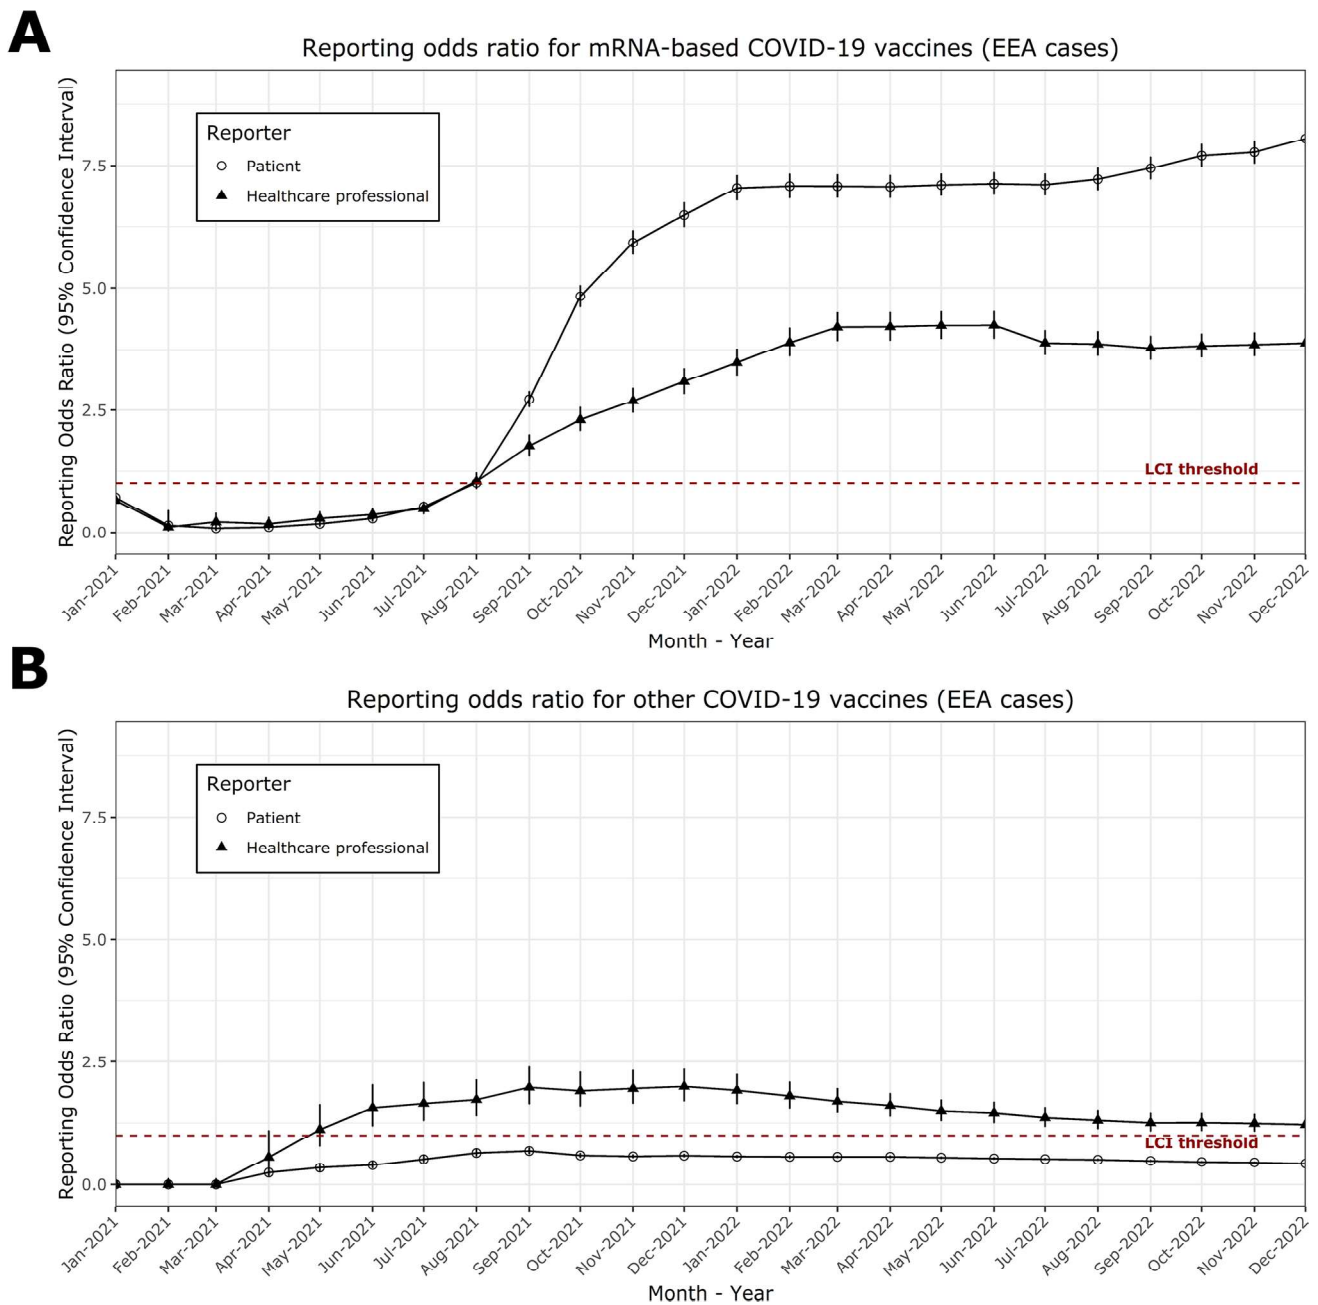 A
Reporting odds ratio for mRNA-based COVID-19 vaccines (EEA cases)
Reporting Odds Ratio (95% Confidence Interval)
Reporter
Patient
Healthcare professional
7.5
5.0
2.5
0.0
LCI threshold
Jan-2021
Feb-2021
Mar-2021
Apr-2021
May-2021
Jun-2021
Jul-2021
Aug-2021
Sep-2021
Oct-2021
Nov-2021
Dec-2021
Jan-2022
Feb-2022
Mar-2022
Apr-2022
May-2022
Jun-2022
Jul-2022
Aug-2022
Sep-2022
Oct-2022
Nov-2022
Dec-2022
Month - Year
B
Reporting odds ratio for other COVID-19 vaccines (EEA cases)
Reporting Odds Ratio (95% Confidence Interval)
Reporter
Patient
Healthcare professional
7.5
5.0
2.5
0.0
LCI threshold
Jan-2021
Feb-2021
Mar-2021
Apr-2021
May-2021
Jun-2021
Jul-2021
Aug-2021
Sep-2021
Oct-2021
Nov-2021
Dec-2021
Jan-2022
Feb-2022
Mar-2022
Apr-2022
May-2022
Jun-2022
Jul-2022
Aug-2022
Sep-2022
Oct-2022
Nov-2022
Dec-2022
Month - Year